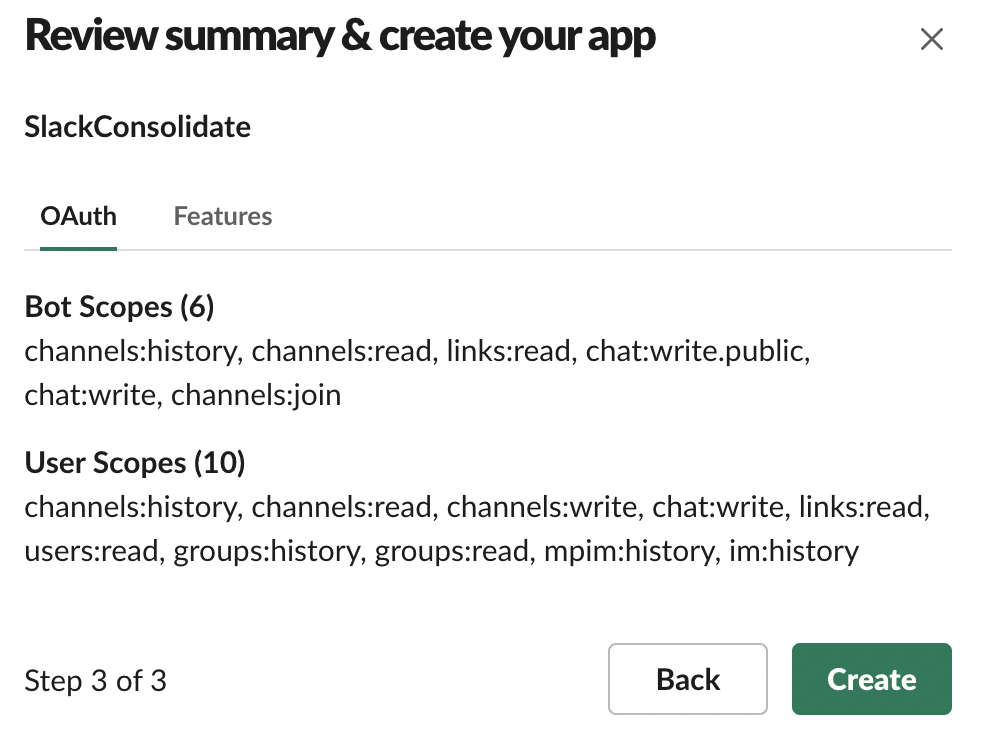 Review summary & create your app
SlackConsolidate
OAuth Features
Bot Scopes (6)
channels:history, channels:read, links:read, chat:write.public,
chat:write, channels:join
User Scopes (10)
channels:history, channels:read, channels:write, chat:write, links:read,
users:read, groups:history, groups:read, mpim:history, im:history
Step 3 of 3 Back Create